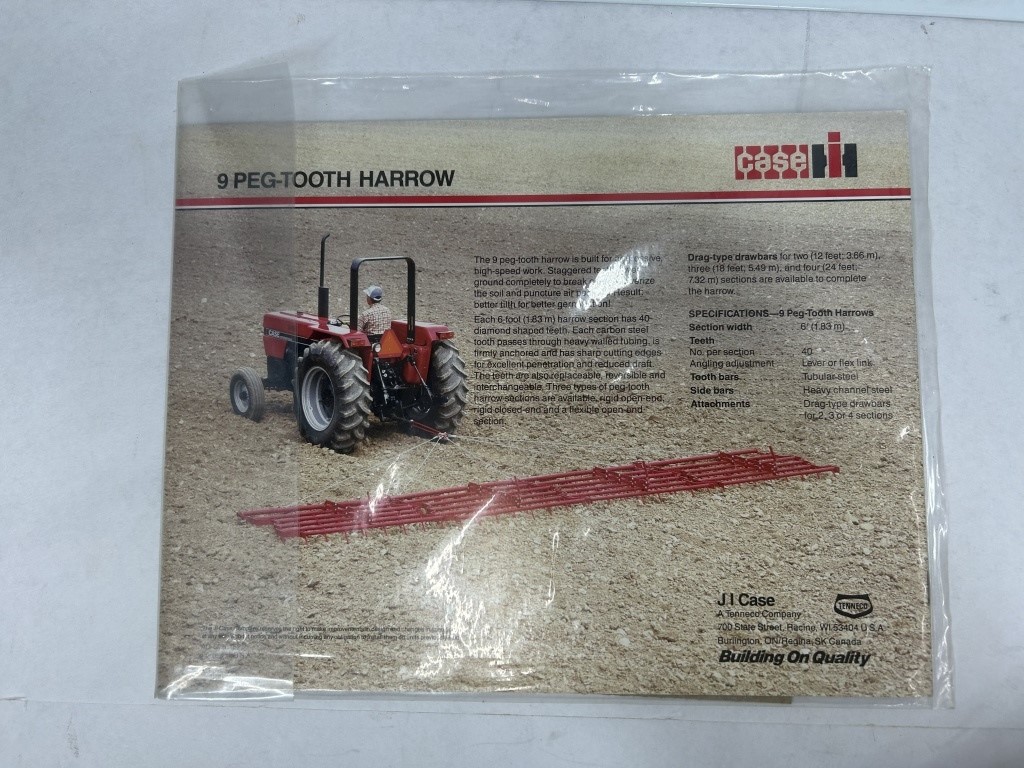 9 PEG-TOOTH HARROW
case IH
The 9 peg-tooth harrow is built for
high-speed work. Staggered
ground completely to break
the soil and puncture air Result:
better tilth for better
Each 6-foot (1.83 m) harrow section has 40-
diamond shaped teeth. Each carbon steel
tooth passes through heavy walled tubing, is
firmly anchored and has sharp cutting edges
for excellent penetration and reduced draft.
The teeth are also replaceable, reversible and
interchangeable. Three types of peg-tooth
harrow sections are available, rigid open-end,
rigid closed-end and a flexible open-end
section.
Drag-type drawbars for two (12 feet; 3.66 m),
three (18 feet; 5.49 m), and four (24 feet;
7.32 m) sections are available to complete
the harrow.
SPECIFICATIONS—9 Peg-Tooth Harrows
Section width 6' (1.83 m)
Teeth
No. per section 40
Angling adjustment Lever or flex link
Tooth bars Tubular steel
Side bars Heavy channel steel
Attachments Drag-type drawbars
for 2, 3 or 4 sections
CASE
J I Case
A Tenneco Company
TENNECO
700 State Street, Racine, WI 53404 U.S.A.
Burlington, ON/Regina, SK Canada
Building On Quality